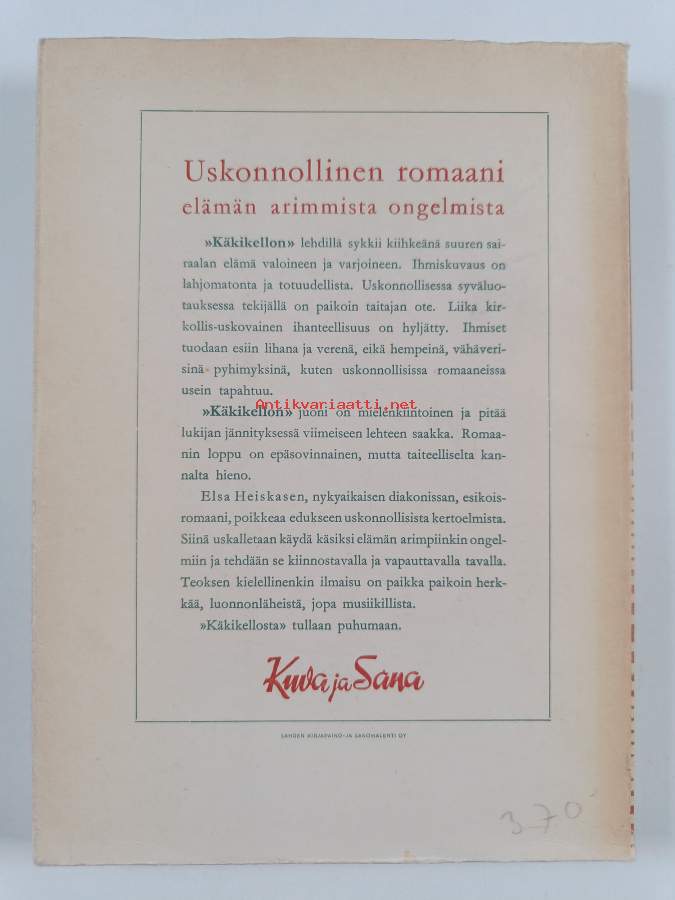 Uskonnollinen romaani
elämän arimmista ongelmista
»Käkikellon» lehdillä sykkii kiihkeänä suuren sai-
raalan elämä valoineen ja varjoineen. Ihmiskuvaus on
lahjomatonta ja totuudellista. Uskonnollisessa syväluo-
tauksessa tekijällä on paikoin taitajan ote. Liika kir-
kollis-uskovainen ihanteellisuus on hyljätty. Ihmiset
tuodaan esiin lihana ja verenä, eikä hempeinä, vähäveri-
sinä pyhimyksinä, kuten uskonnollisissa romaaneissa
usein tapahtuu.
Antikvariaatti.net
»Käkikellon» juoni on mielenkiintoinen ja pitää
lukijan jännityksessä viimeiseen lehteen saakka. Romaa-
nin loppu on epäsovinnainen, mutta taiteelliselta kan-
nalta hieno.
Elsa Heiskasen, nykyaikaisen diakonissan, esikois-
romaani, poikkeaa edukseen uskonnollisista kertoelmista.
Siinä uskalletaan käydä käsiksi elämän arimpiinkin ongel-
miin ja tehdään se kiinnostavalla ja vapauttavalla tavalla.
Teoksen kielellinenkin ilmaisu on paikka paikoin herk-
kää, luonnonläheistä, jopa musiikillista.
»Käkikellosta» tullaan puhumaan.
Kuva ja Sana
LAHDEN KIRJAPAINO- JA SANOMALEHTI OY
370